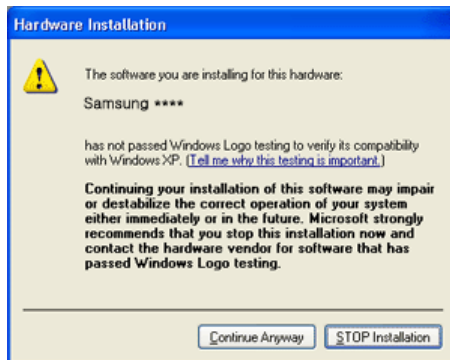 Hardware Installation
The software you are installing for this hardware:
Samsung ****
has not passed Windows Logo testing to verify its compatibility
with Windows XP. (Tell me why this testing is important.)
Continuing your installation of this software may impair
or destabilize the correct operation of your system
either immediately or in the future. Microsoft strongly
recommends that you stop this installation now and
contact the hardware vendor for software that has
passed Windows Logo testing.
Continue Anyway STOP Installation